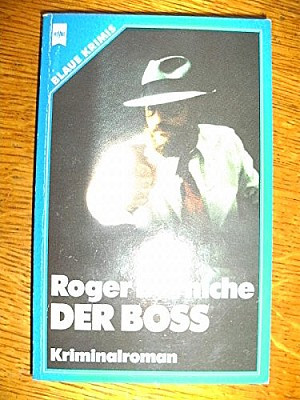 BLAUE KRIMIS
Roger
DER BOSS
Kriminalroman